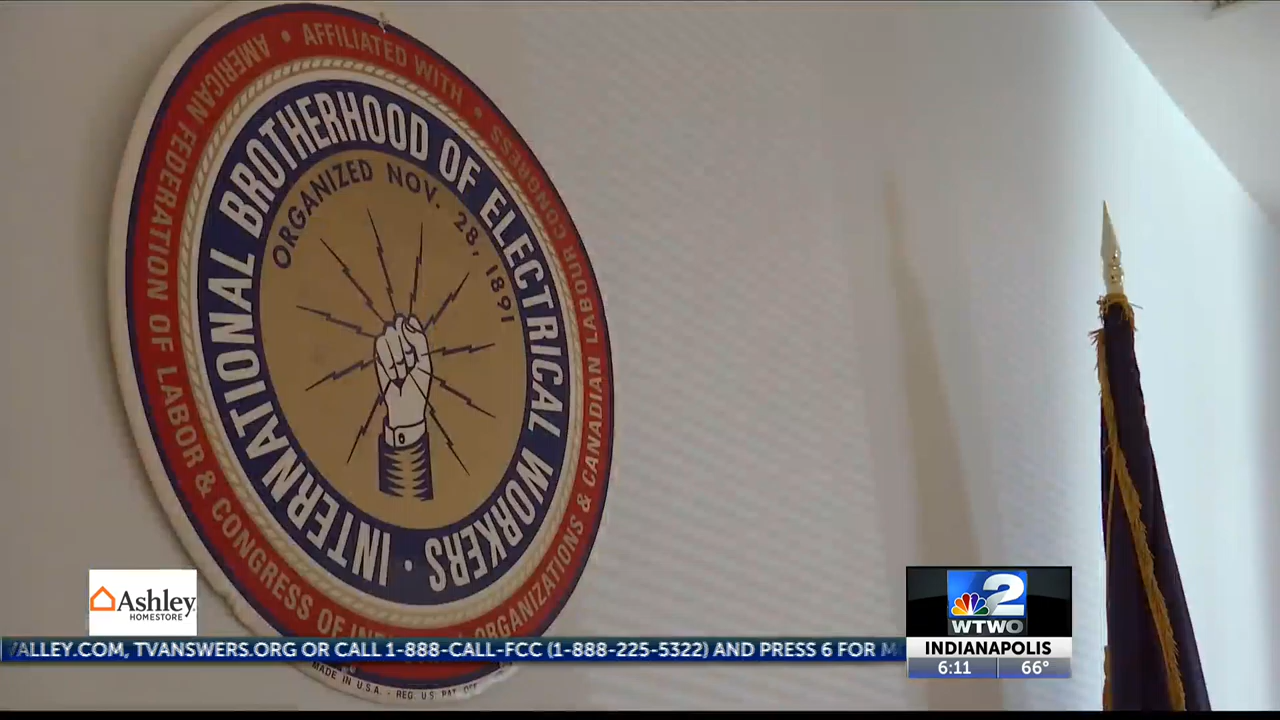 AFFILIATED WITH • AMERICAN FEDERATION OF LABOR & CONGRESS OF ORGANIZATIONS & CANADIAN LABOUR CONGRESS •
INTERNATIONAL BROTHERHOOD OF ELECTRICAL WORKERS •
ORGANIZED NOV. 28, 1891
MADE IN U.S.A. - REG. U.S. PAT. OFF.
Ashley
HOMESTORE
2
WTWO
INDIANAPOLIS
6:11 66°
VALLEY.COM, TVANSWERS.ORG OR CALL 1-888-CALL-FCC (1-888-225-5322) AND PRESS 6 FOR